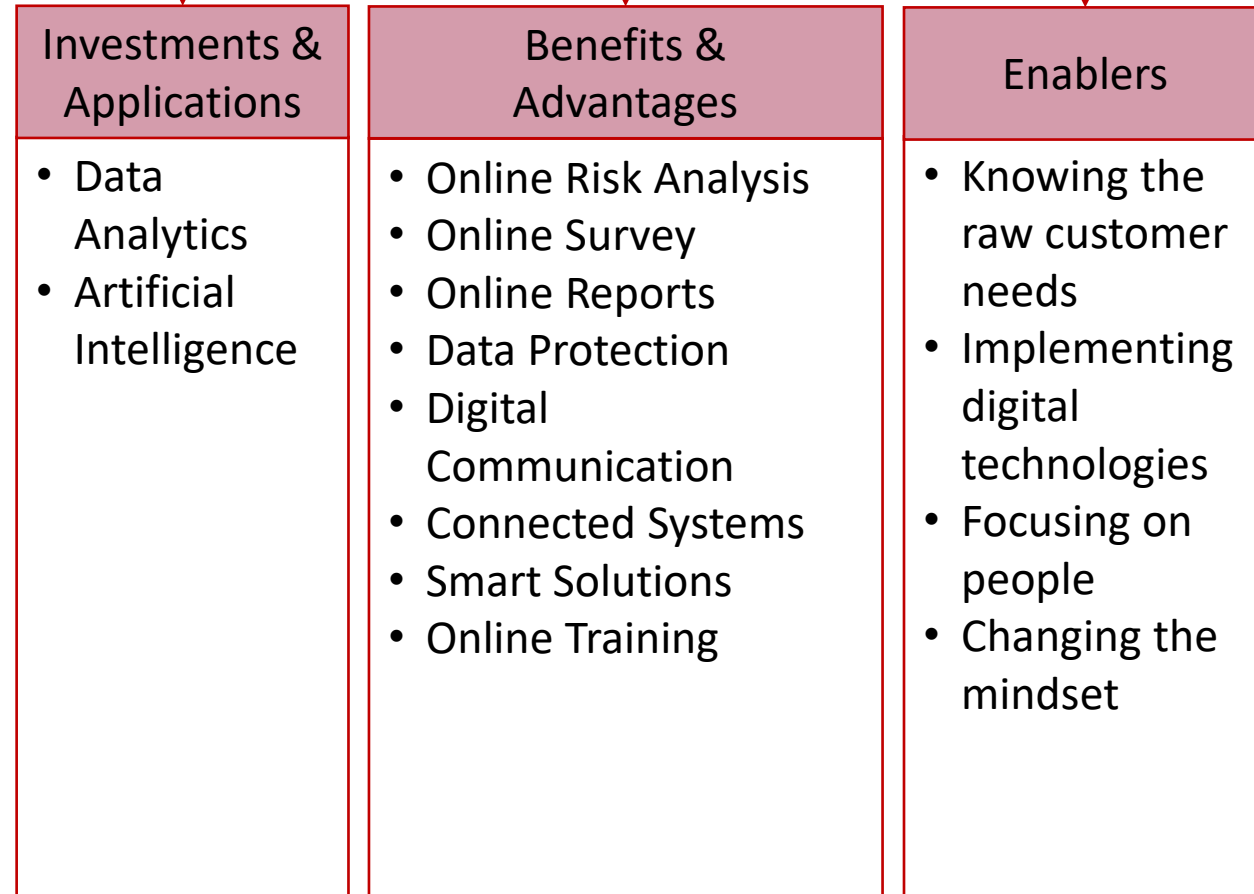 Investments &
Applications
• Data
Analytics
• Artificial
Intelligence
Benefits &
Advantages
• Online Risk Analysis
• Online Survey
• Online Reports
• Data Protection
• Digital
Communication
• Connected Systems
• Smart Solutions
• Online Training
Enablers
• Knowing the
raw customer
needs
• Implementing
digital
technologies
• Focusing on
people
• Changing the
mindset